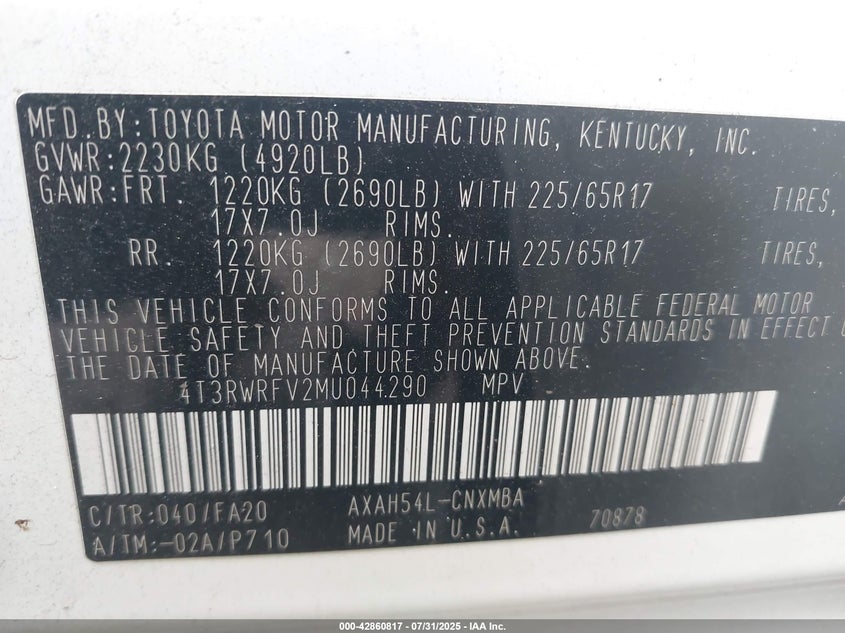 MFD.BY:TOYOTA MOTOR MANUFACTURING, KENTUCKY, INC.
GVWR:2230KG (4920LB)
GAWR:FRT. 1220KG (2690LB) WITH 225/65R17 TIRES,
17X7.0J RIMS.
RR. 1220KG (2690LB) WITH 225/65R17 TIRES,
17X7.0J RIMS.
THIS VEHICLE CONFORMS TO ALL APPLICABLE FEDERAL MOTOR
VEHICLE SAFETY AND THEFT PREVENTION STANDARDS IN EFFECT
THE DATE OF MANUFACTURE SHOWN ABOVE.
4T3RWRFV2MU044290 MPV
C/TR:040/FA20 AXAH54L-CNXMBA
A/TM:-02A/P710 MADE IN U.S.A. 70878
000-42860817 - 07/31/2025 - IAA Inc.